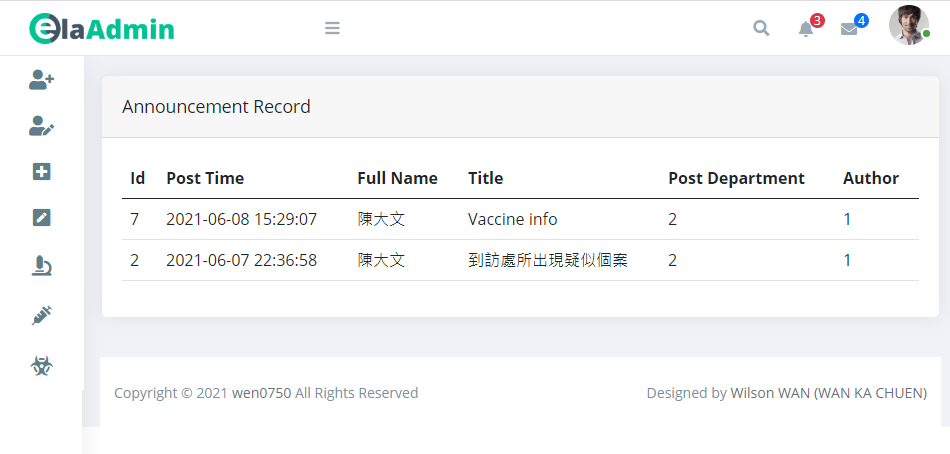 elaAdmin
3
4
Announcement Record
Id Post Time Full Name Title Post Department Author
7 2021-06-08 15:29:07 陳大文 Vaccine info 2 1
2 2021-06-07 22:36:58 陳大文 到訪處所出現疑似個案 2 1
Copyright © 2021 wen0750 All Rights Reserved
Designed by Wilson WAN (WAN KA CHUEN)